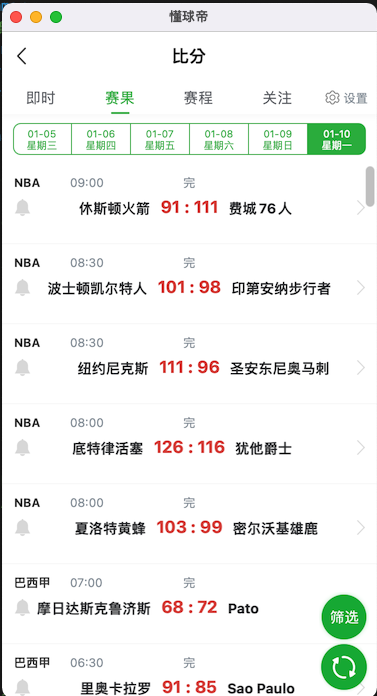 懂球帝
比分
即时 赛果 赛程 关注 设置
01-05 01-06 01-07 01-08 01-09 01-10
星期三 星期四 星期五 星期六 星期日 星期一
NBA 09:00 完
休斯顿火箭 91 : 111 费城 76 人
NBA 08:30 完
波士顿凯尔特人 101 : 98 印第安纳步行者
NBA 08:30 完
纽约尼克斯 111 : 96 圣安东尼奥马刺
NBA 08:00 完
底特律活塞 126 : 116 犹他爵士
NBA 08:00 完
夏洛特黄蜂 103 : 99 密尔沃基雄鹿
巴西甲 07:00 完
摩日达斯克鲁济斯 68 : 72 Pato
筛选
巴西甲 06:30 完
里奥卡拉罗 91 : 85 Sao Paulo